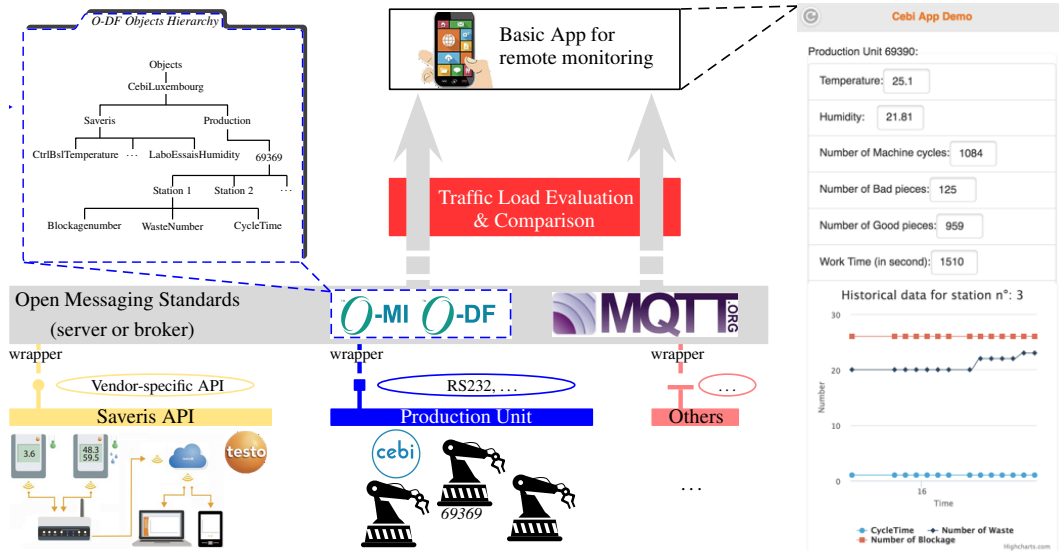 O-DF Objects Hierarchy
Objects
CebiLuxembourg
Saveris
Production
CtrlBslTemperature
...
LaboEssaisHumidity
69369
Station 1
Station 2
...
Blockagenumber
WasteNumber
CycleTime
Basic App for
remote monitoring
Traffic Load Evaluation
& Comparison
Open Messaging Standards
(server or broker)
O-MI O-DF
MQTT.ORG
wrapper
wrapper
wrapper
Vendor-specific API
RS232, ...
...
Saveris API
Production Unit
Others
3.6
48.3
59.5
testo
cebi
69369
...
Cebi App Demo
Production Unit 69390:
Temperature: 25.1
Humidity: 21.81
Number of Machine cycles: 1084
Number of Bad pieces: 125
Number of Good pieces: 959
Work Time (in second): 1510
Historical data for station n°: 3
30
20
10
0
Number
16
Time
CycleTime
Number of Waste
Number of Blockage
Highcharts.com